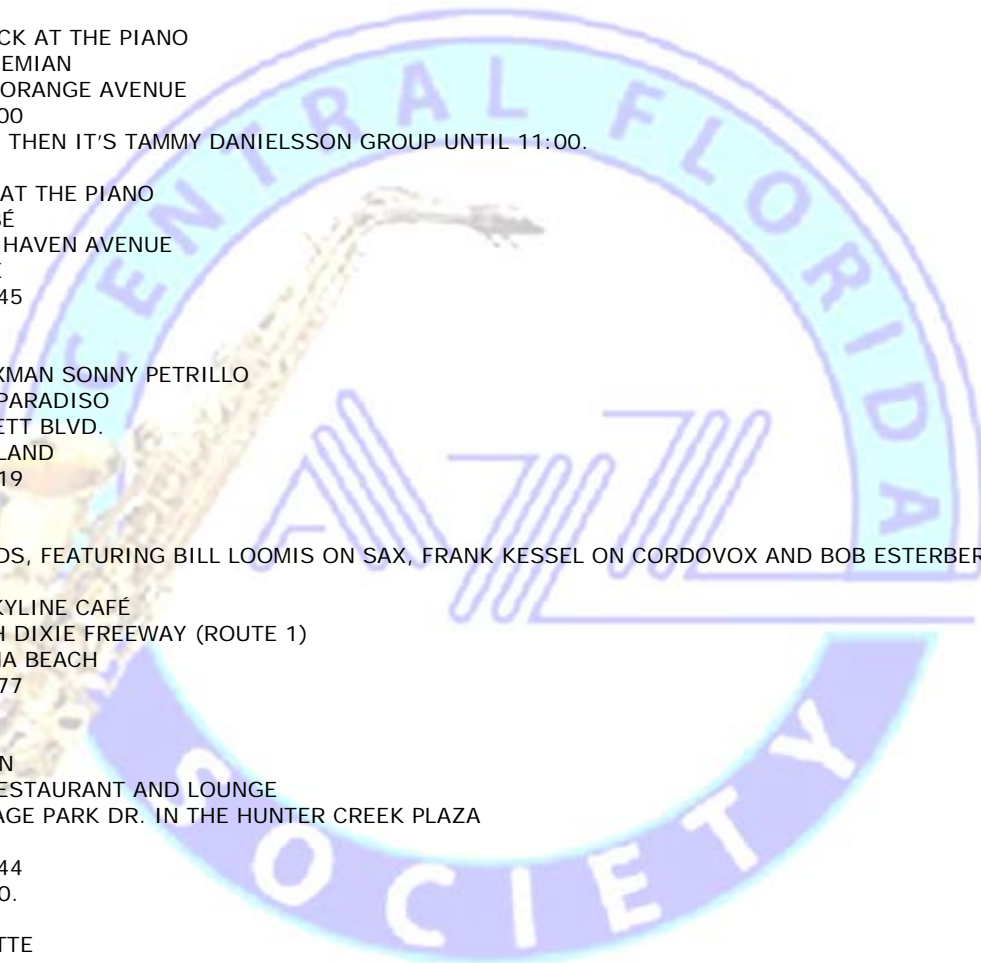 CK AT THE PIANO
EMIAN
ORANGE AVENUE
00
THEN IT'S TAMMY DANIELSSON GROUP UNTIL 11:00.
AT THE PIANO
BÉ
HAVEN AVENUE
45
XMAN SONNY PETRILLO
PARADISO
ETT BLVD.
LAND
19
DS, FEATURING BILL LOOMIS ON SAX, FRANK KESSEL ON CORDOVOX AND BOB ESTERBER
KYLINE CAFÉ
H DIXIE FREEWAY (ROUTE 1)
NA BEACH
77
N
ESTAURANT AND LOUNGE
AGE PARK DR. IN THE HUNTER CREEK PLAZA
44
0.
TTE
CENTRAL FLORIDA
AZZ
SOCIETY